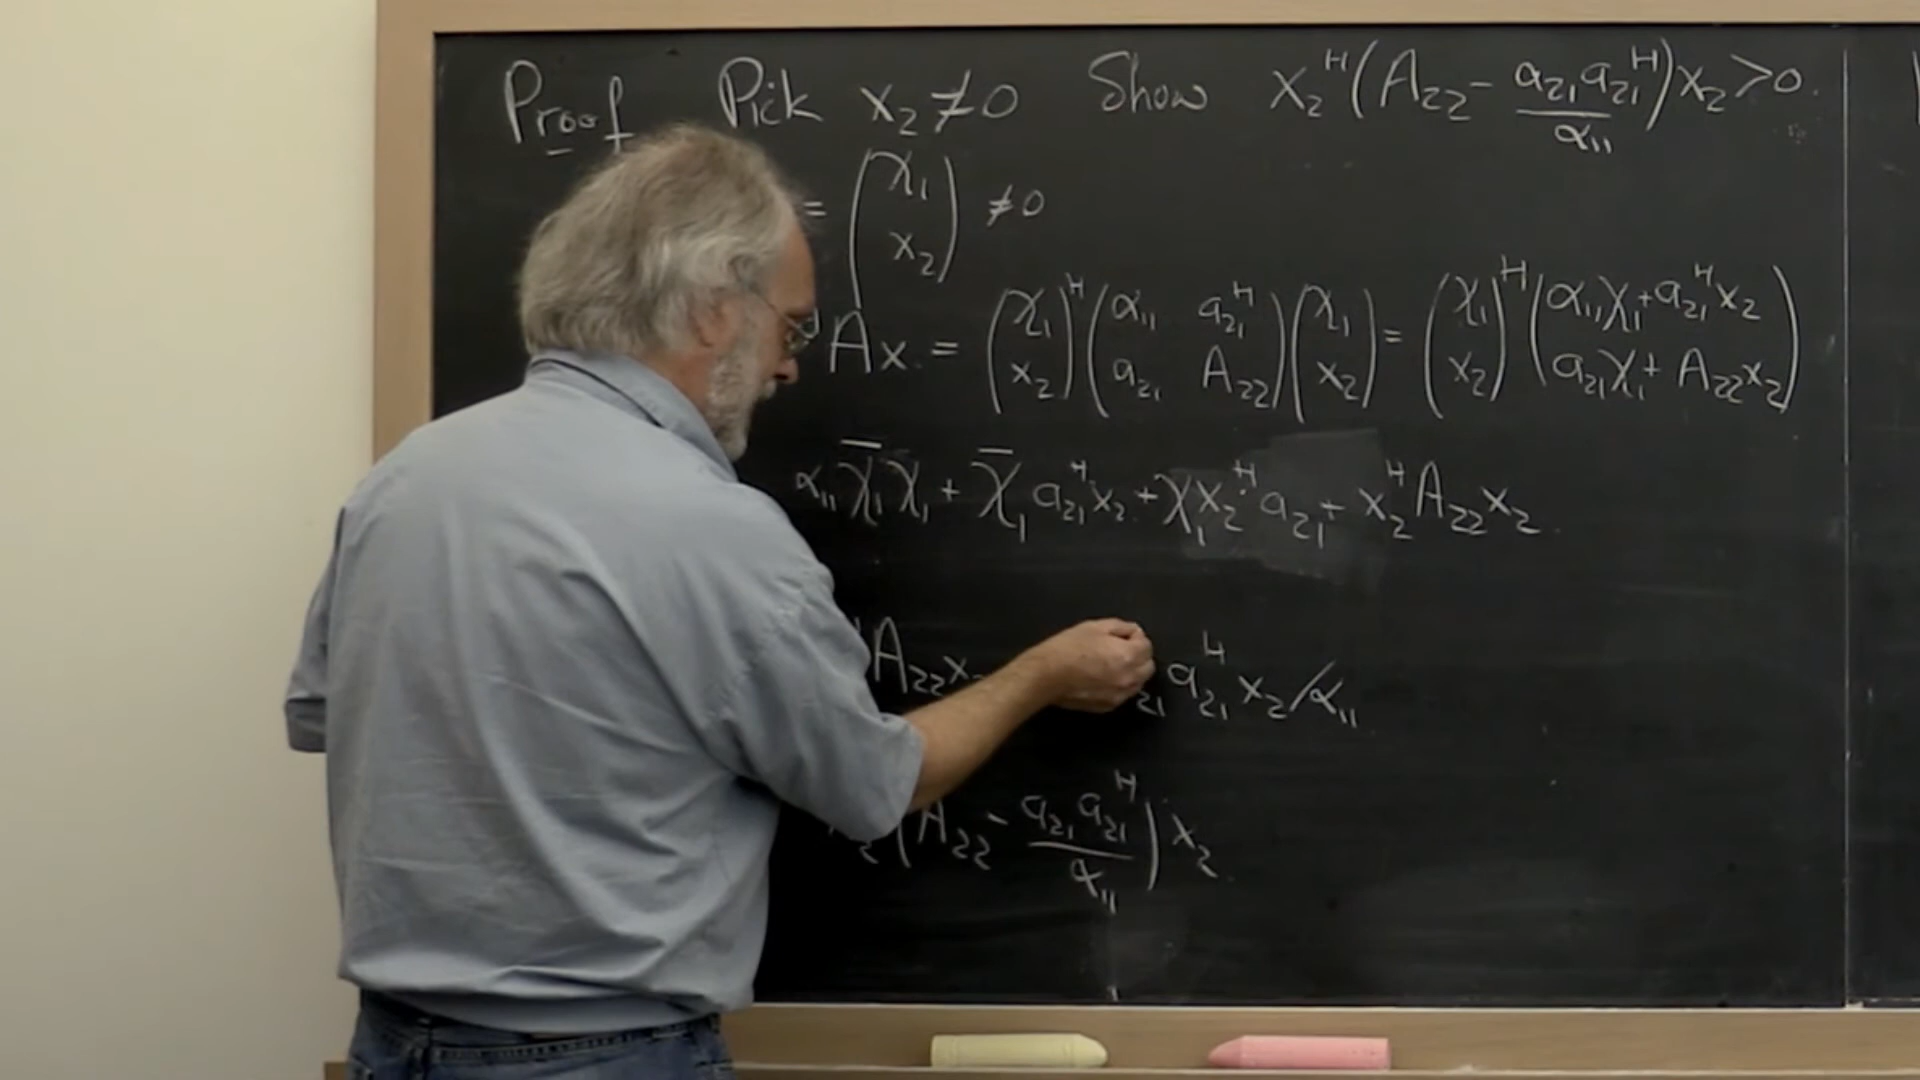 Proof Pick x₂ ≠ 0 Show x₂ᴴ(A₂₂ - a₂₁a₂₁ᴴ/α₁₁)x₂ > 0.
= (χ₁ x₂) ≠ 0
Ax = (χ₁ x₂)ᴴ (α₁₁ a₂₁ᴴ a₂₁ A₂₂) (χ₁ x₂) = (χ₁ x₂)ᴴ (α₁₁χ₁ + a₂₁ᴴx₂ a₂₁χ₁ + A₂₂x₂)
α₁₁χ̄₁χ₁ + χ̄₁a₂₁ᴴx₂ + χ₁x₂ᴴa₂₁ + x₂ᴴA₂₂x₂
A₂₂x₂ ₂₁a₂₁ᴴx₂/α₁₁
₂(A₂₂ - a₂₁a₂₁ᴴ/α₁₁)x₂